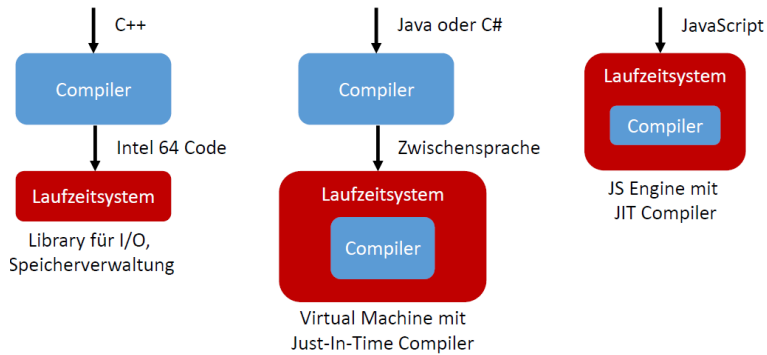 C++
Compiler
Intel 64 Code
Laufzeitsystem
Library für I/O,
Speicherverwaltung
Java oder C#
Compiler
Zwischensprache
Laufzeitsystem
Compiler
Virtual Machine mit
Just-In-Time Compiler
JavaScript
Laufzeitsystem
Compiler
JS Engine mit
JIT Compiler